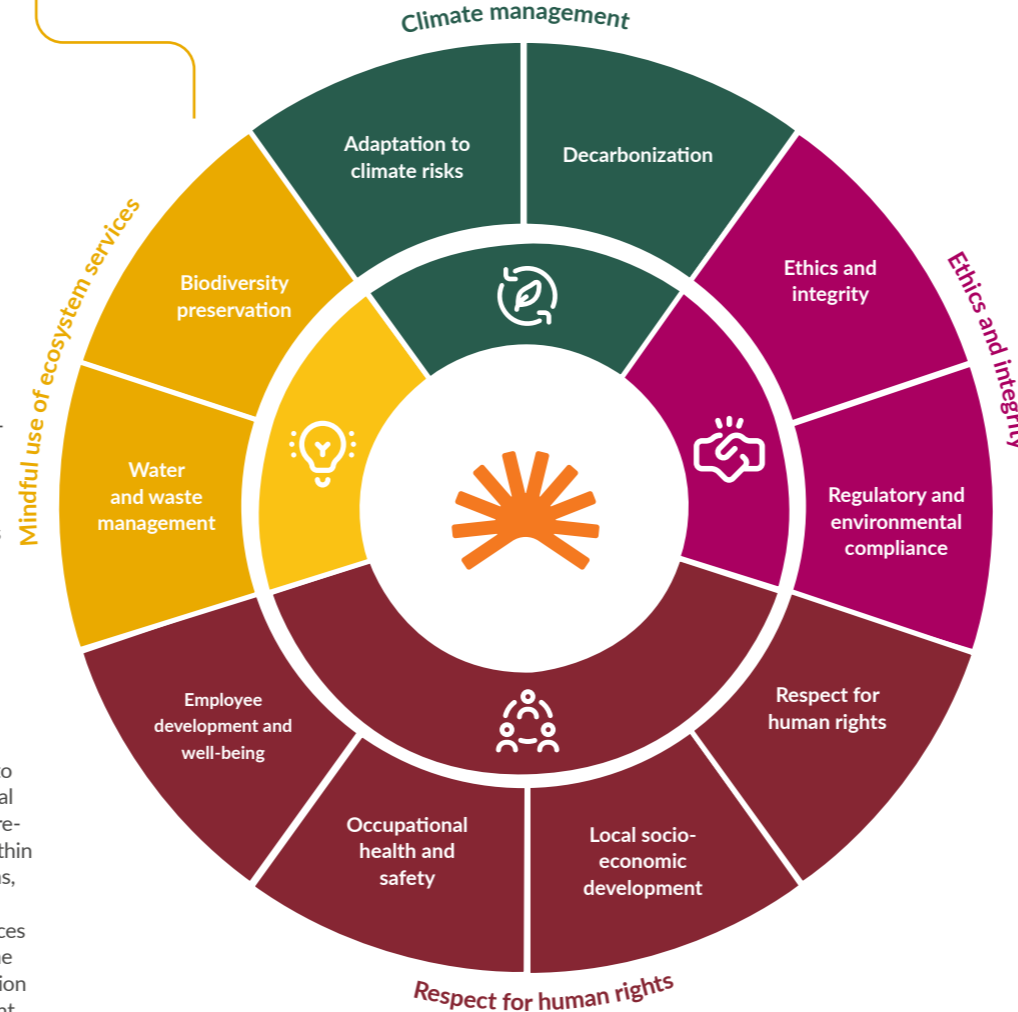 Climate management
Adaptation to
climate risks
Decarbonization
Ethics and integrity
Ethics and
integrity
Regulatory and
environmental
compliance
Respect for human rights
Respect for
human rights
Local socio-
economic
development
Occupational
health and
safety
Employee
development and
well-being
Mindful use of ecosystem services
Water
and waste
management
Biodiversity
preservation